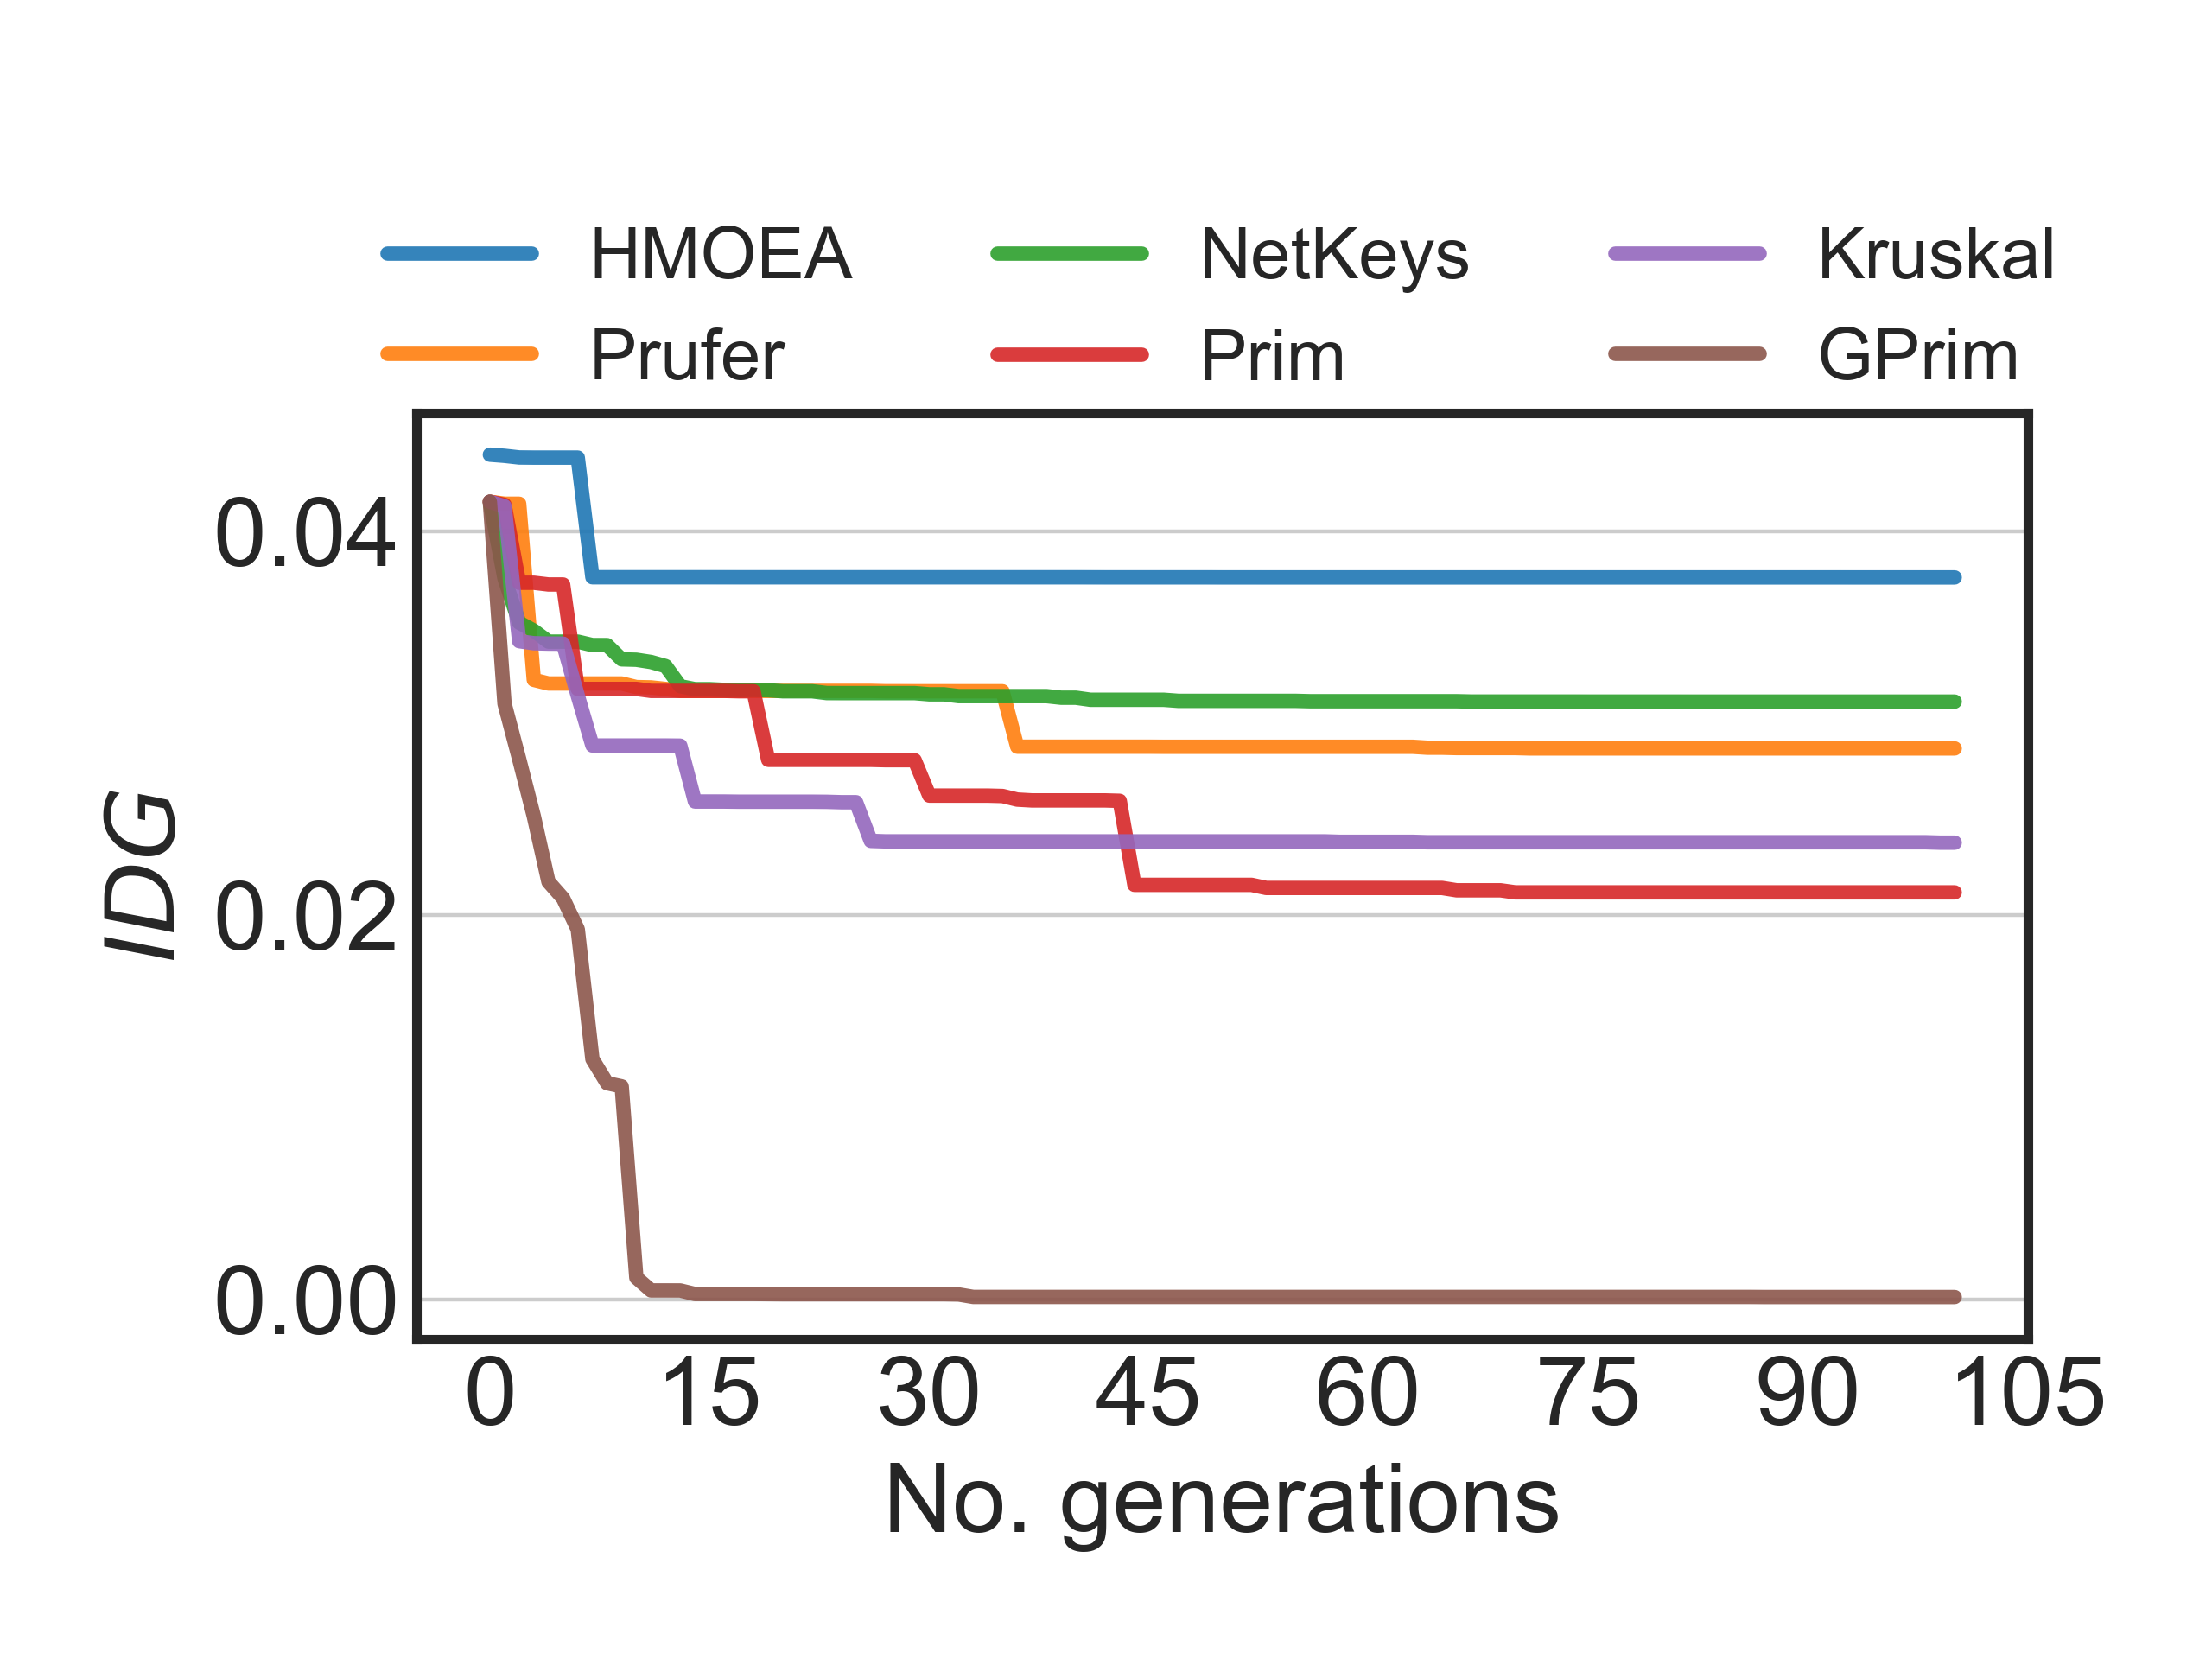 HMOEA NetKeys Kruskal
Prufer Prim GPrim
0.04
0.02
0.00
IDG
0 15 30 45 60 75 90 105
No. generations